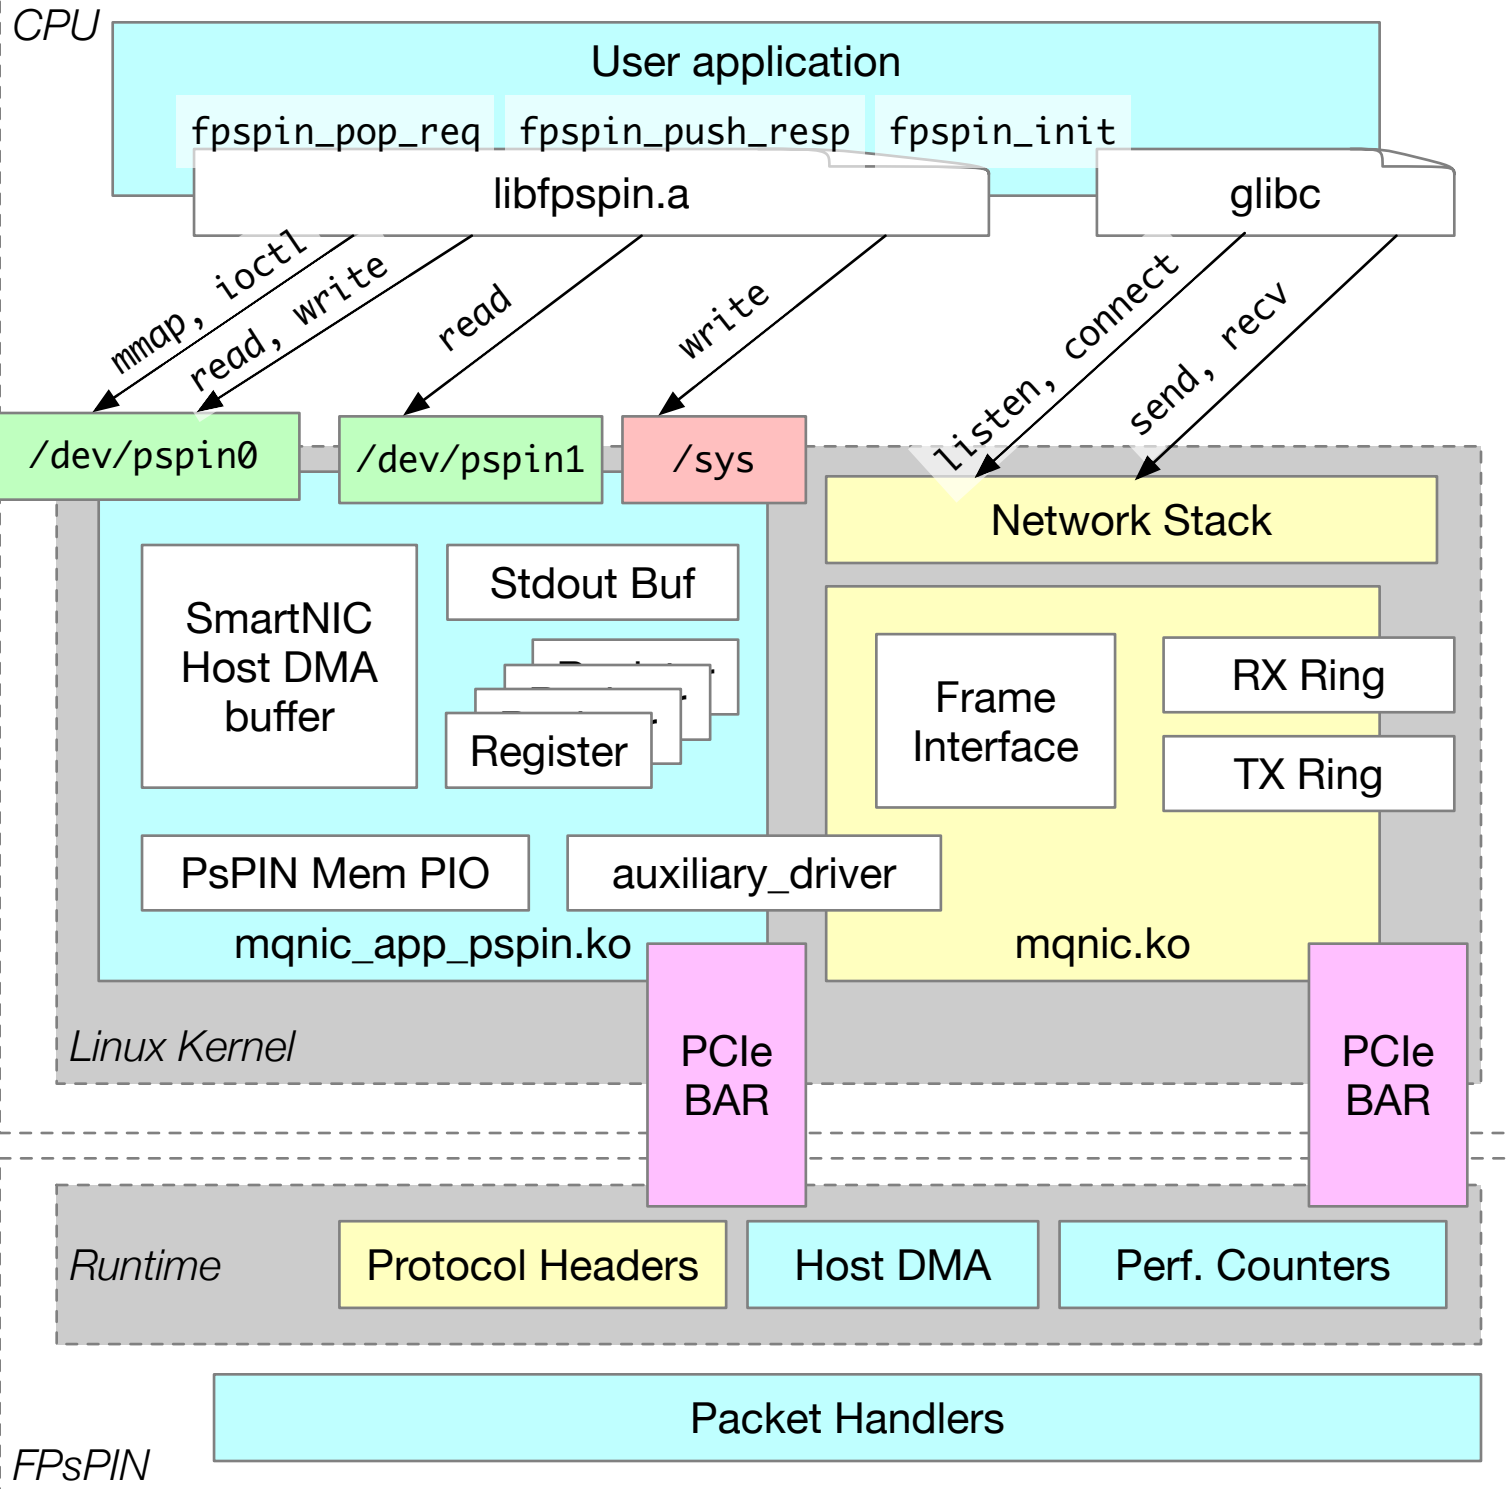 CPU
User application
fpspin_pop_req
fpspin_push_resp
fpspin_init
libfpspin.a
glibc
mmap, ioctl
read, write
read
write
listen, connect
send, recv
/dev/pspin0
/dev/pspin1
/sys
Network Stack
SmartNIC
Host DMA
buffer
Stdout Buf
Register
Frame
Interface
RX Ring
TX Ring
PsPIN Mem PIO
auxiliary_driver
mqnic_app_pspin.ko
mqnic.ko
Linux Kernel
PCIe
BAR
PCIe
BAR
Runtime
Protocol Headers
Host DMA
Perf. Counters
Packet Handlers
FPsPIN